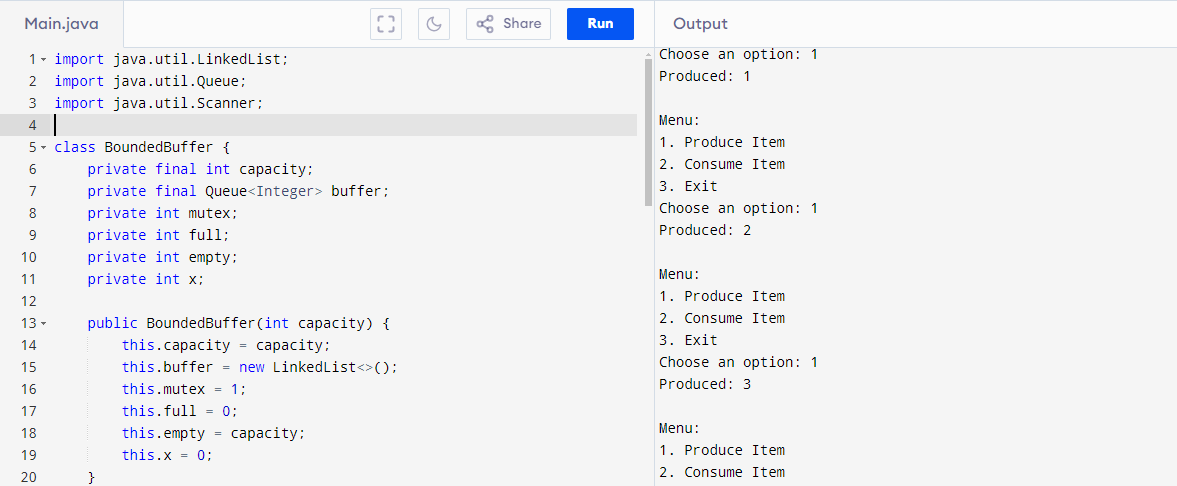 Main.java
Share
Run
Output
1 import java.util.LinkedList;
2 import java.util.Queue;
3 import java.util.Scanner;
4
5 class BoundedBuffer {
6     private final int capacity;
7     private final Queue<Integer> buffer;
8     private int mutex;
9     private int full;
10     private int empty;
11     private int x;
12
13     public BoundedBuffer(int capacity) {
14         this.capacity = capacity;
15         this.buffer = new LinkedList<>();
16         this.mutex = 1;
17         this.full = 0;
18         this.empty = capacity;
19         this.x = 0;
20     }
Choose an option: 1
Produced: 1

Menu:
1. Produce Item
2. Consume Item
3. Exit
Choose an option: 1
Produced: 2

Menu:
1. Produce Item
2. Consume Item
3. Exit
Choose an option: 1
Produced: 3

Menu:
1. Produce Item
2. Consume Item